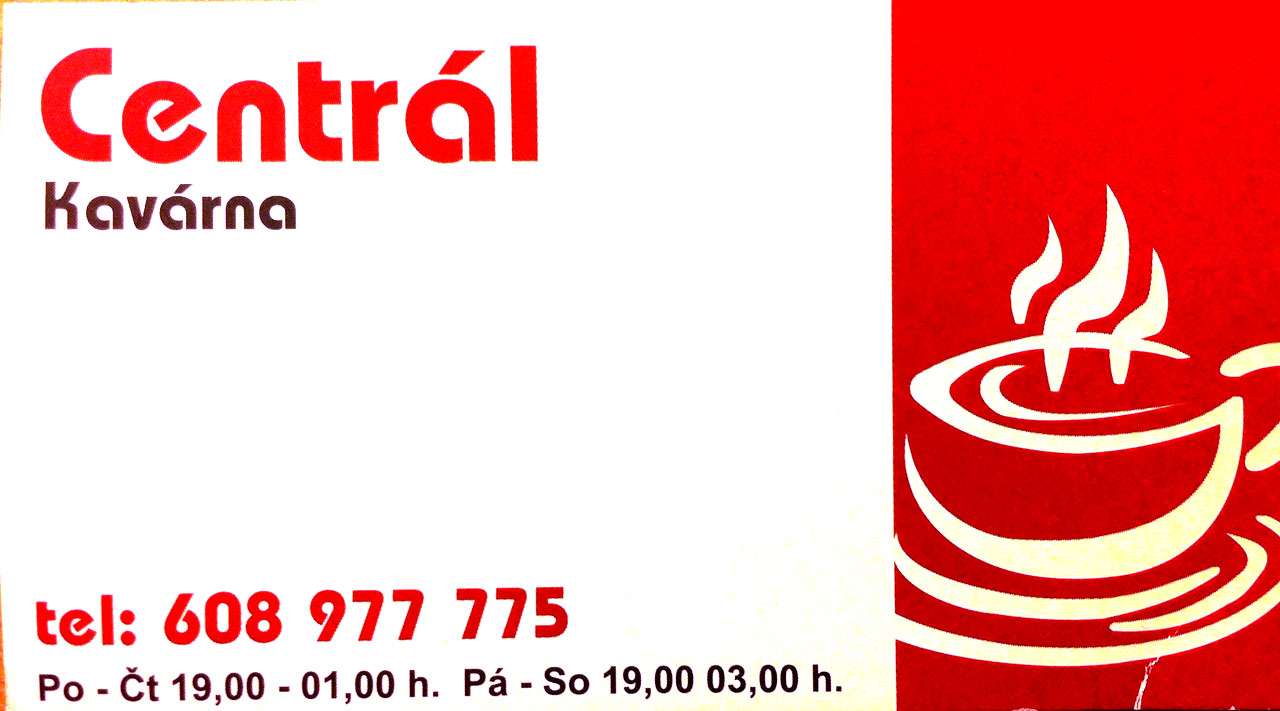 Centrál
Kavárna
tel: 608 977 775
Po - Čt 19,00 - 01,00 h. Pá - So 19,00 03,00 h.